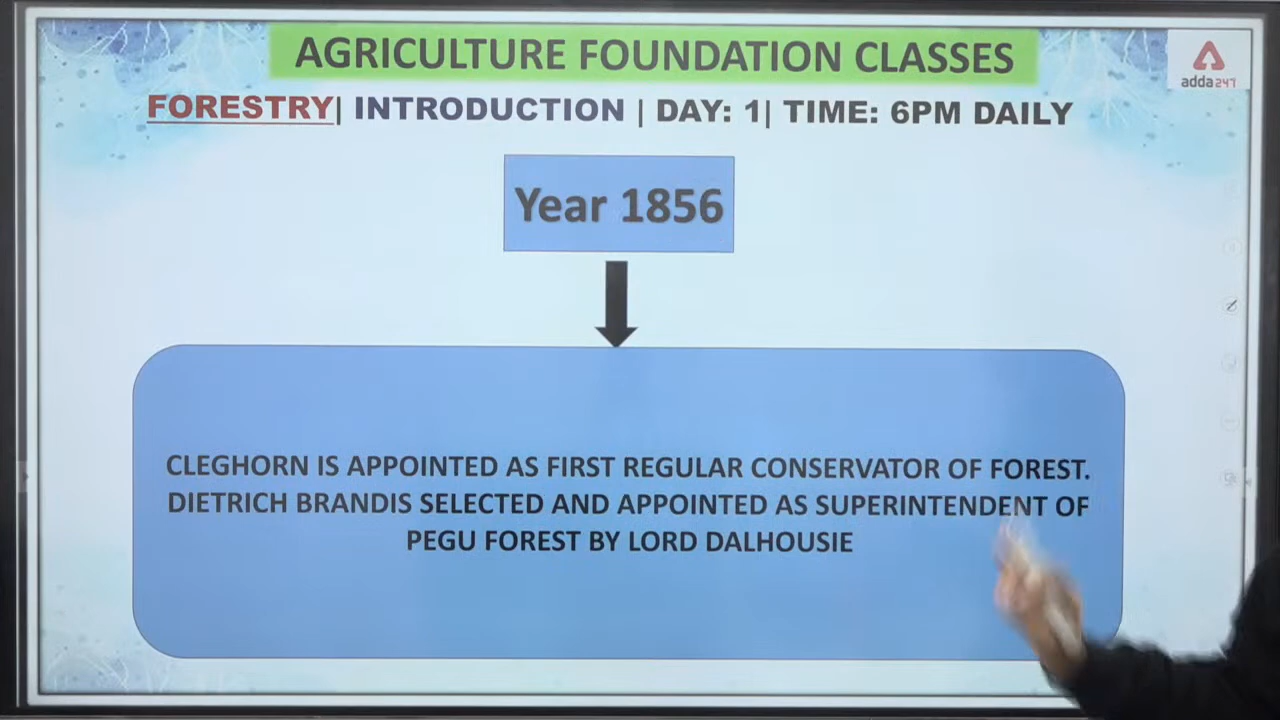 AGRICULTURE FOUNDATION CLASSES
adda247
FORESTRY| INTRODUCTION | DAY: 1| TIME: 6PM DAILY
Year 1856
CLEGHORN IS APPOINTED AS FIRST REGULAR CONSERVATOR OF FOREST.
DIETRICH BRANDIS SELECTED AND APPOINTED AS SUPERINTENDENT OF
PEGU FOREST BY LORD DALHOUSIE